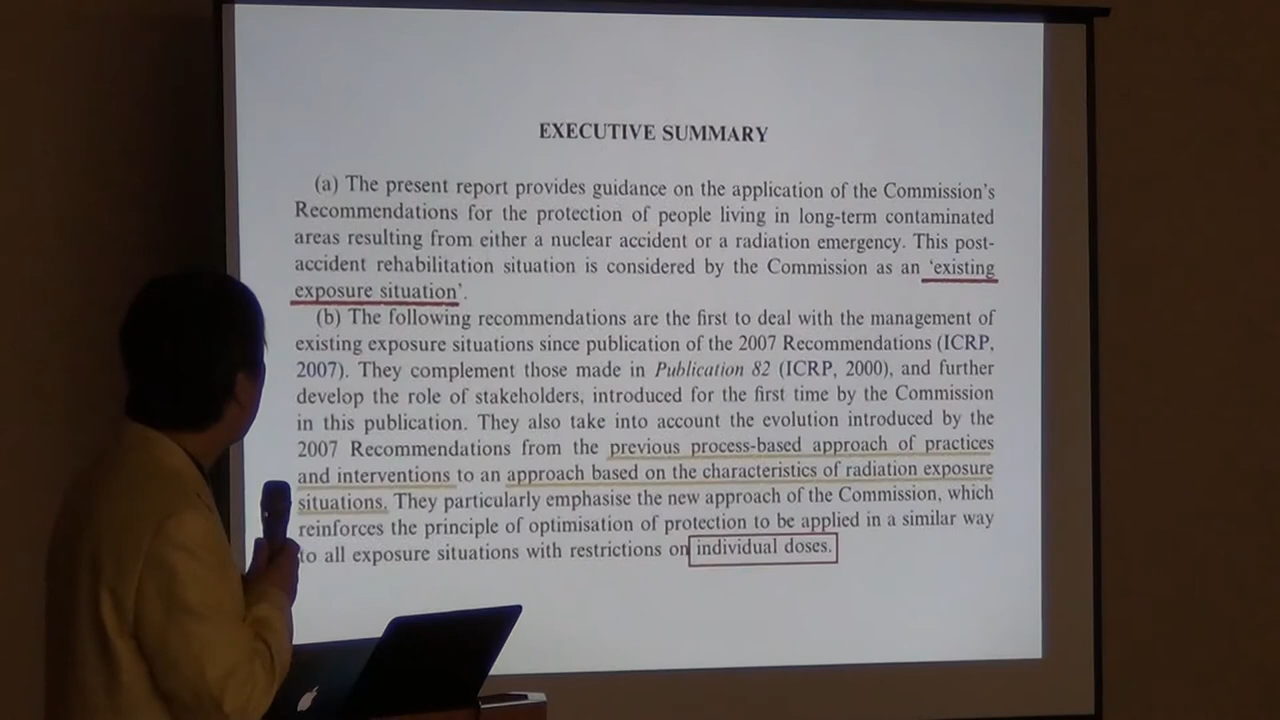 EXECUTIVE SUMMARY
(a) The present report provides guidance on the application of the Commission's
Recommendations for the protection of people living in long-term contaminated
areas resulting from either a nuclear accident or a radiation emergency. This post-
accident rehabilitation situation is considered by the Commission as an 'existing
exposure situation'.
(b) The following recommendations are the first to deal with the management of
existing exposure situations since publication of the 2007 Recommendations (ICRP,
2007). They complement those made in Publication 82 (ICRP, 2000), and further
develop the role of stakeholders, introduced for the first time by the Commission
in this publication. They also take into account the evolution introduced by the
2007 Recommendations from the previous process-based approach of practices
and interventions to an approach based on the characteristics of radiation exposure
situations. They particularly emphasise the new approach of the Commission, which
reinforces the principle of optimisation of protection to be applied in a similar way
to all exposure situations with restrictions on individual doses.